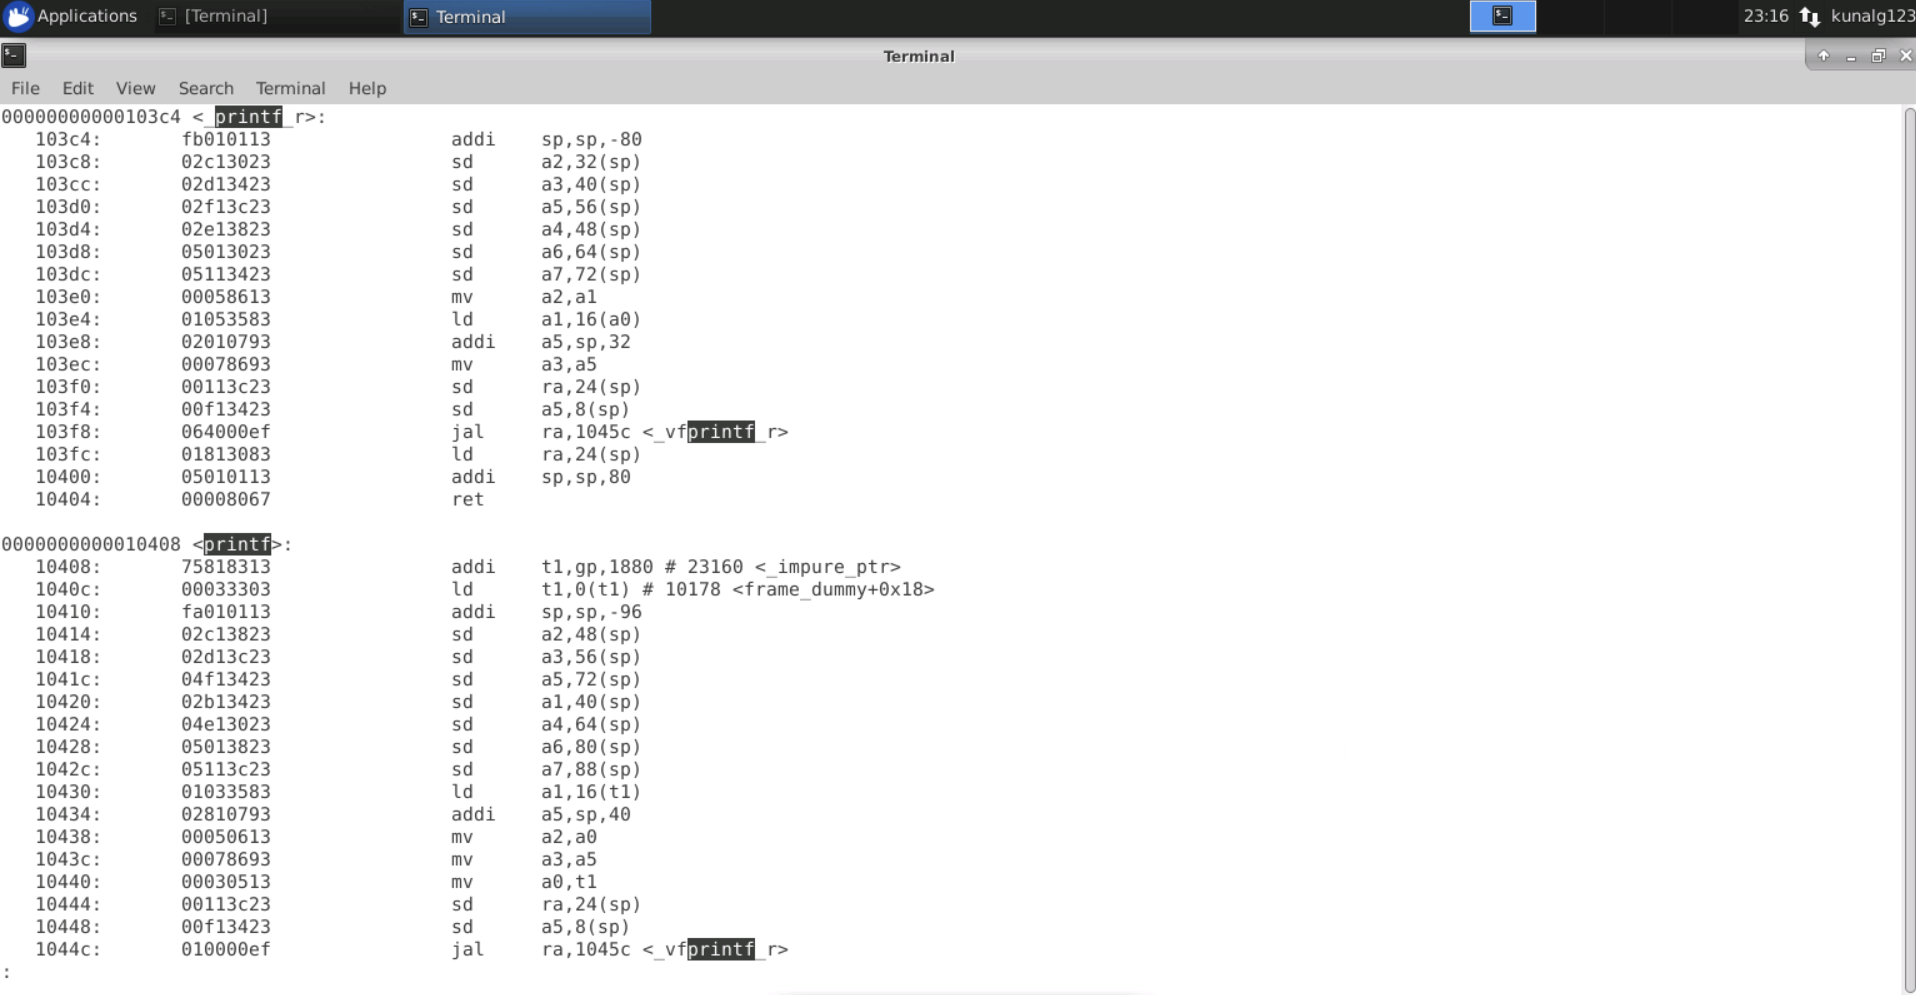 Applications [Terminal] Terminal 23:16 kunalg123
Terminal
File Edit View Search Terminal Help
00000000000103c4 <_printf_r>:
103c4: fb010113 addi sp,sp,-80
103c8: 02c13023 sd a2,32(sp)
103cc: 02d13423 sd a3,40(sp)
103d0: 02f13c23 sd a5,56(sp)
103d4: 02e13823 sd a4,48(sp)
103d8: 05013023 sd a6,64(sp)
103dc: 05113423 sd a7,72(sp)
103e0: 00058613 mv a2,a1
103e4: 01053583 ld a1,16(a0)
103e8: 02010793 addi a5,sp,32
103ec: 00078693 mv a3,a5
103f0: 00113c23 sd ra,24(sp)
103f4: 00f13423 sd a5,8(sp)
103f8: 064000ef jal ra,1045c <_vfprintf_r>
103fc: 01813083 ld ra,24(sp)
10400: 05010113 addi sp,sp,80
10404: 00008067 ret
0000000000010408 <printf>:
10408: 75818313 addi t1,gp,1880 # 23160 <_impure_ptr>
1040c: 00033303 ld t1,0(t1) # 10178 <frame_dummy+0x18>
10410: fa010113 addi sp,sp,-96
10414: 02c13823 sd a2,48(sp)
10418: 02d13c23 sd a3,56(sp)
1041c: 04f13423 sd a5,72(sp)
10420: 02b13423 sd a1,40(sp)
10424: 04e13023 sd a4,64(sp)
10428: 05013823 sd a6,80(sp)
1042c: 05113c23 sd a7,88(sp)
10430: 01033583 ld a1,16(t1)
10434: 02810793 addi a5,sp,40
10438: 00050613 mv a2,a0
1043c: 00078693 mv a3,a5
10440: 00030513 mv a0,t1
10444: 00113c23 sd ra,24(sp)
10448: 00f13423 sd a5,8(sp)
1044c: 010000ef jal ra,1045c <_vfprintf_r>
: